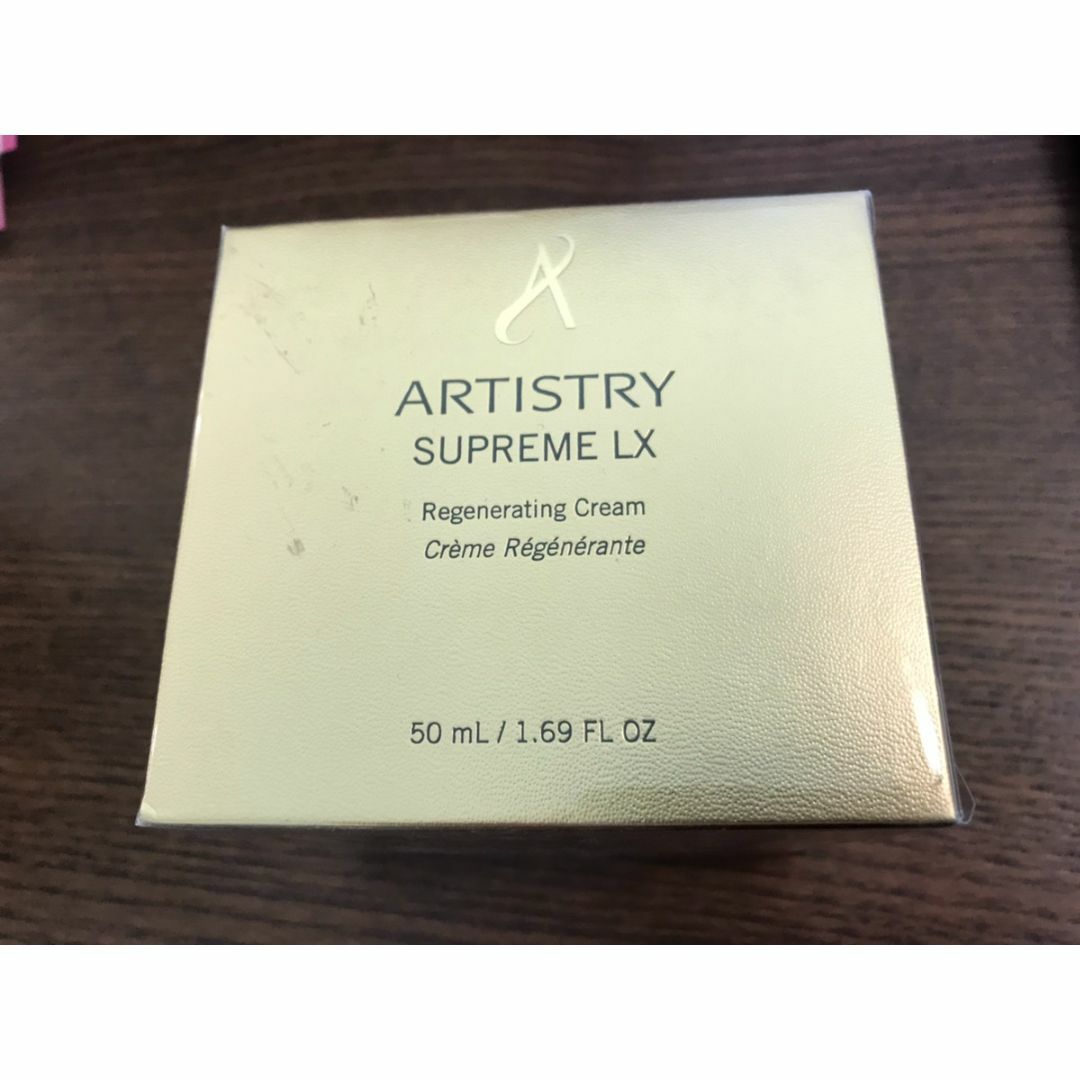 A
ARTISTRY
SUPREME LX
Regenerating Cream
Crème Régénérante
50 mL / 1.69 FL OZ